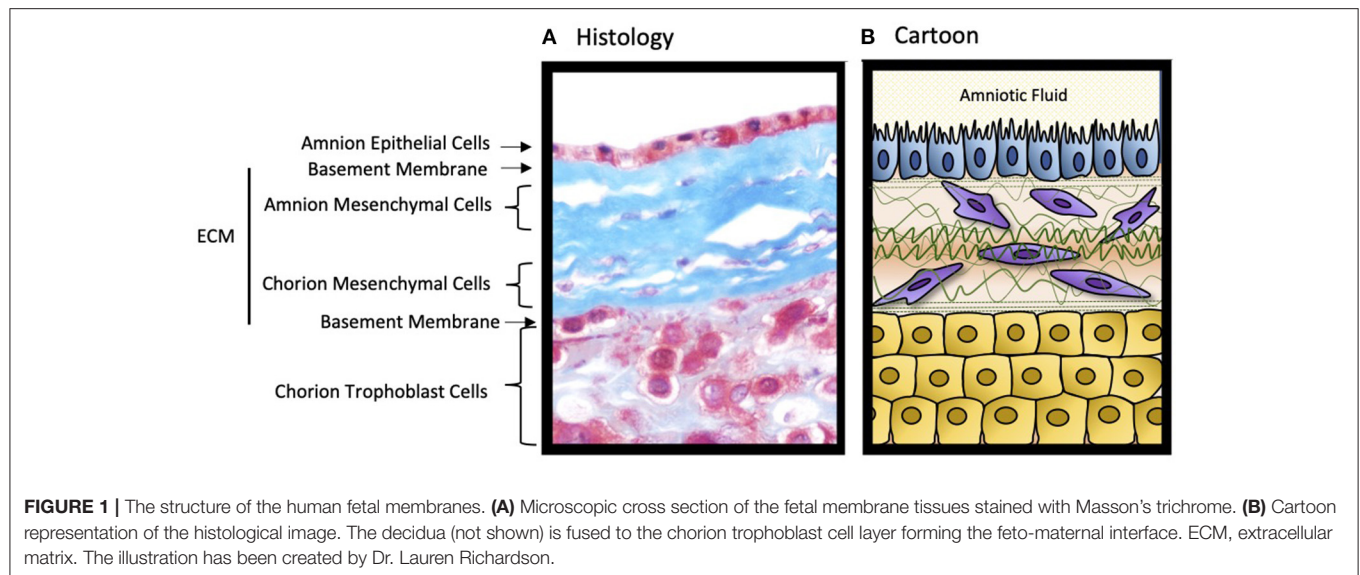 A Histology
B Cartoon
Amniotic Fluid
Amnion Epithelial Cells
Basement Membrane
Amnion Mesenchymal Cells
ECM
Chorion Mesenchymal Cells
Basement Membrane
Chorion Trophoblast Cells
FIGURE 1 | The structure of the human fetal membranes. (A) Microscopic cross section of the fetal membrane tissues stained with Masson's trichrome. (B) Cartoon
representation of the histological image. The decidua (not shown) is fused to the chorion trophoblast cell layer forming the feto-maternal interface. ECM, extracellular
matrix. The illustration has been created by Dr. Lauren Richardson.